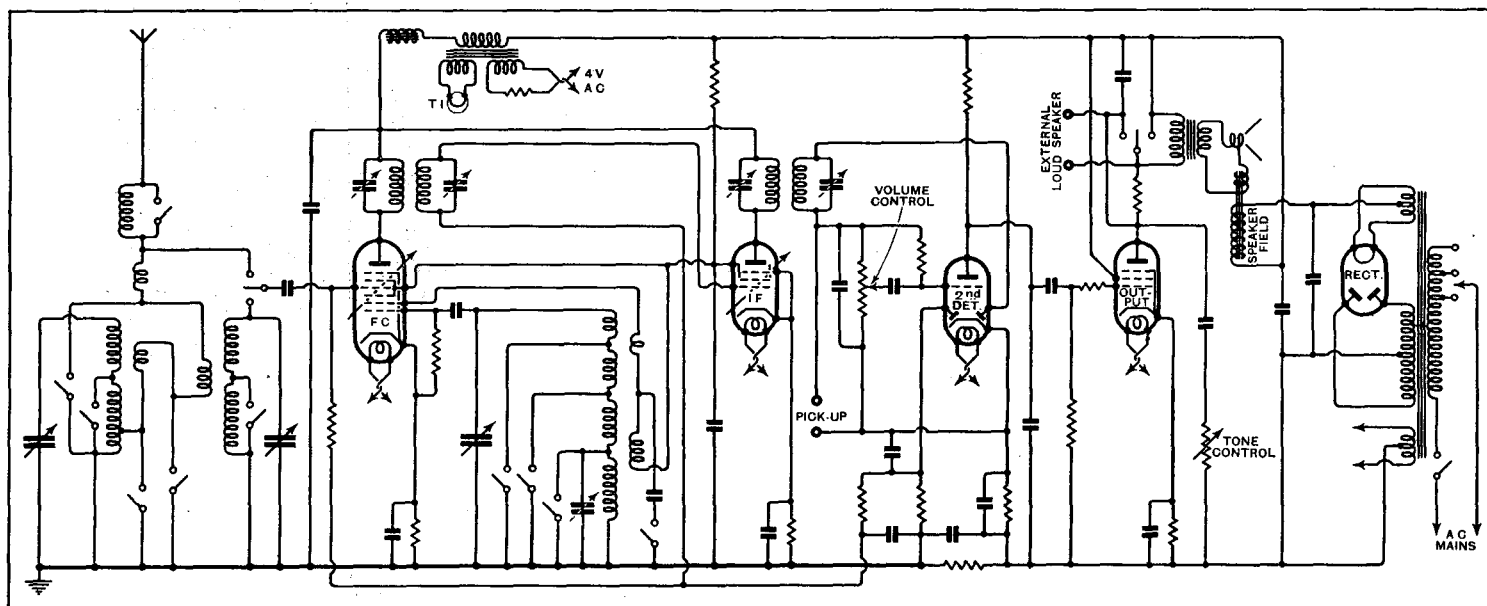 4V
AC
T I
EXTERNAL
LOUD SPEAKER
VOLUME
CONTROL
SPEAKER
FIELD
RECT.
FC
IF
2nd
DET.
OUT-
PUT
PICK-UP
TONE
CONTROL
AC
MAINS